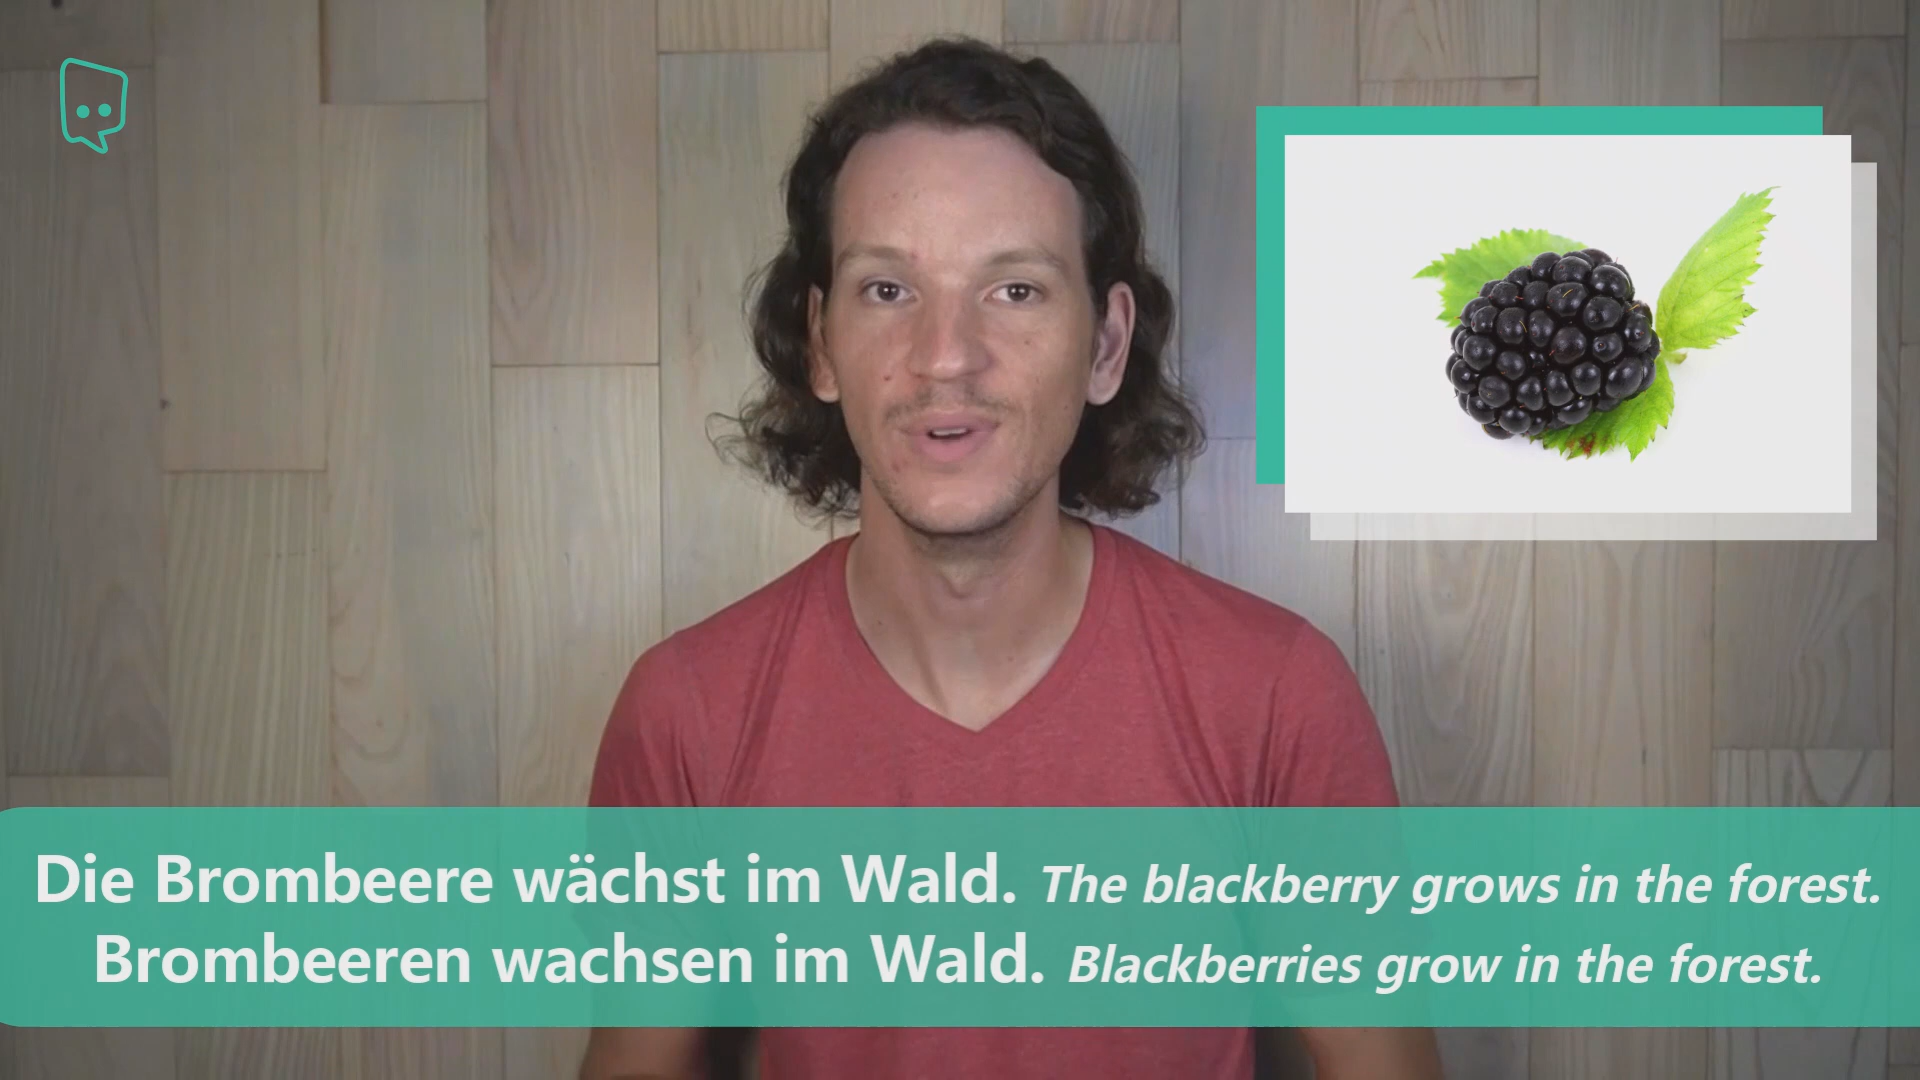 Die Brombeere wächst im Wald. The blackberry grows in the forest.
Brombeeren wachsen im Wald. Blackberries grow in the forest.